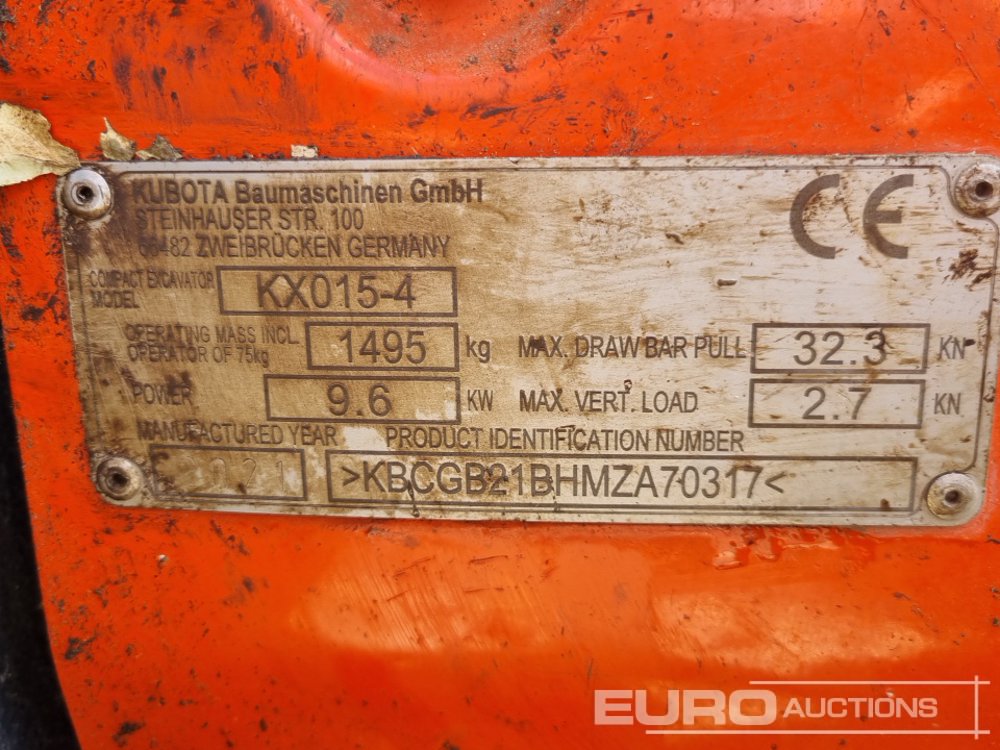 KUBOTA Baumaschinen GmbH
STEINHAUSER STR. 100
66482 ZWEIBRÜCKEN GERMANY
CE
COMPACT EXCAVATOR
MODEL KX015-4
OPERATING MASS INCL.
OPERATOR OF 75kg 1495 kg MAX. DRAW BAR PULL 32.3 KN
POWER 9.6 KW MAX. VERT. LOAD 2.7 KN
MANUFACTURED YEAR PRODUCT IDENTIFICATION NUMBER
2021 >KBCGB21BHMZA70317<
EURO AUCTIONS